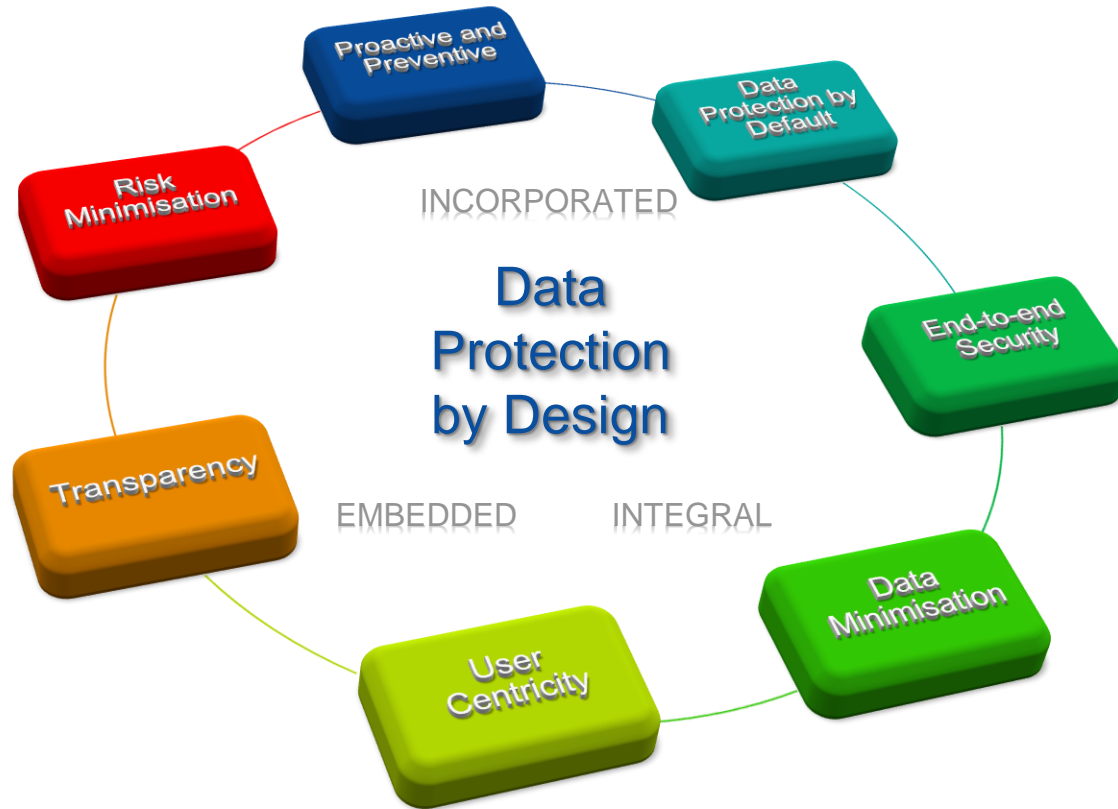 Proactive and
Preventive
Data
Protection by
Default
Risk
Minimisation
INCORPORATED
Data
Protection
by Design
End-to-end
Security
Transparency
EMBEDDED
INTEGRAL
Data
Minimisation
User
Centricity